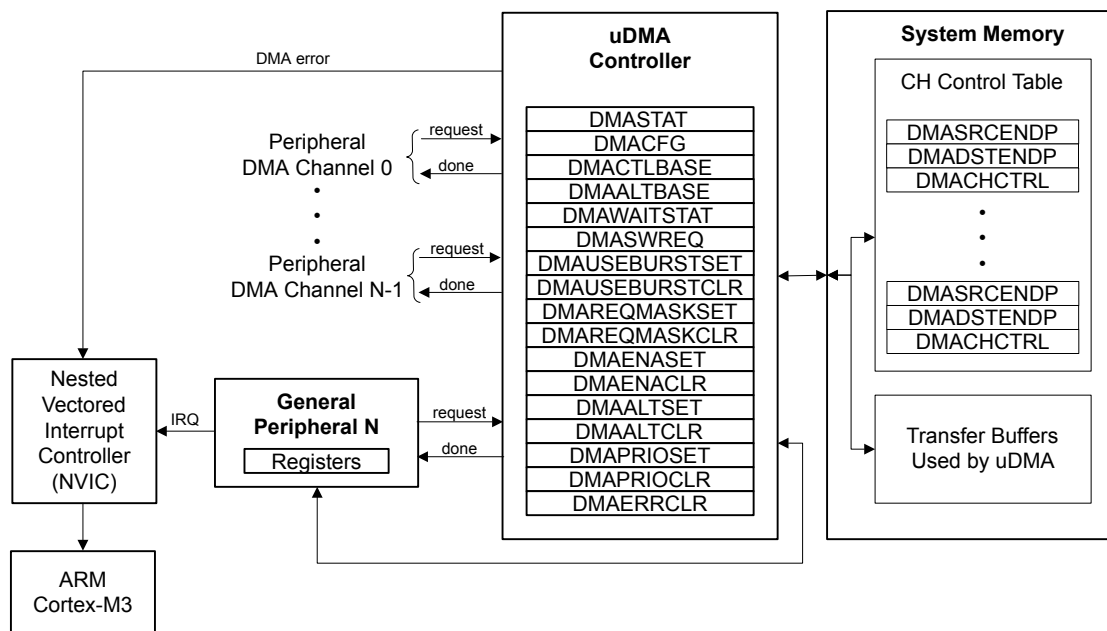 uDMA
Controller
System Memory
DMA error
CH Control Table
DMASTAT
DMACFG
DMACTLBASE
DMAALTBASE
DMAWAITSTAT
DMASWREQ
DMAUSEBURSTSET
DMAUSEBURSTCLR
DMAREQMASKSET
DMAREQMASKCLR
DMAENASET
DMAENACLR
DMAALTSET
DMAALTCLR
DMAPRIOSET
DMAPRIOCLR
DMAERRCLR
Peripheral
DMA Channel 0
request
done
Peripheral
DMA Channel N-1
request
done
DMASRCENDP
DMADSTENDP
DMACHCTRL
DMASRCENDP
DMADSTENDP
DMACHCTRL
Nested
Vectored
Interrupt
Controller
(NVIC)
IRQ
General
Peripheral N
Registers
request
done
Transfer Buffers
Used by uDMA
ARM
Cortex-M3